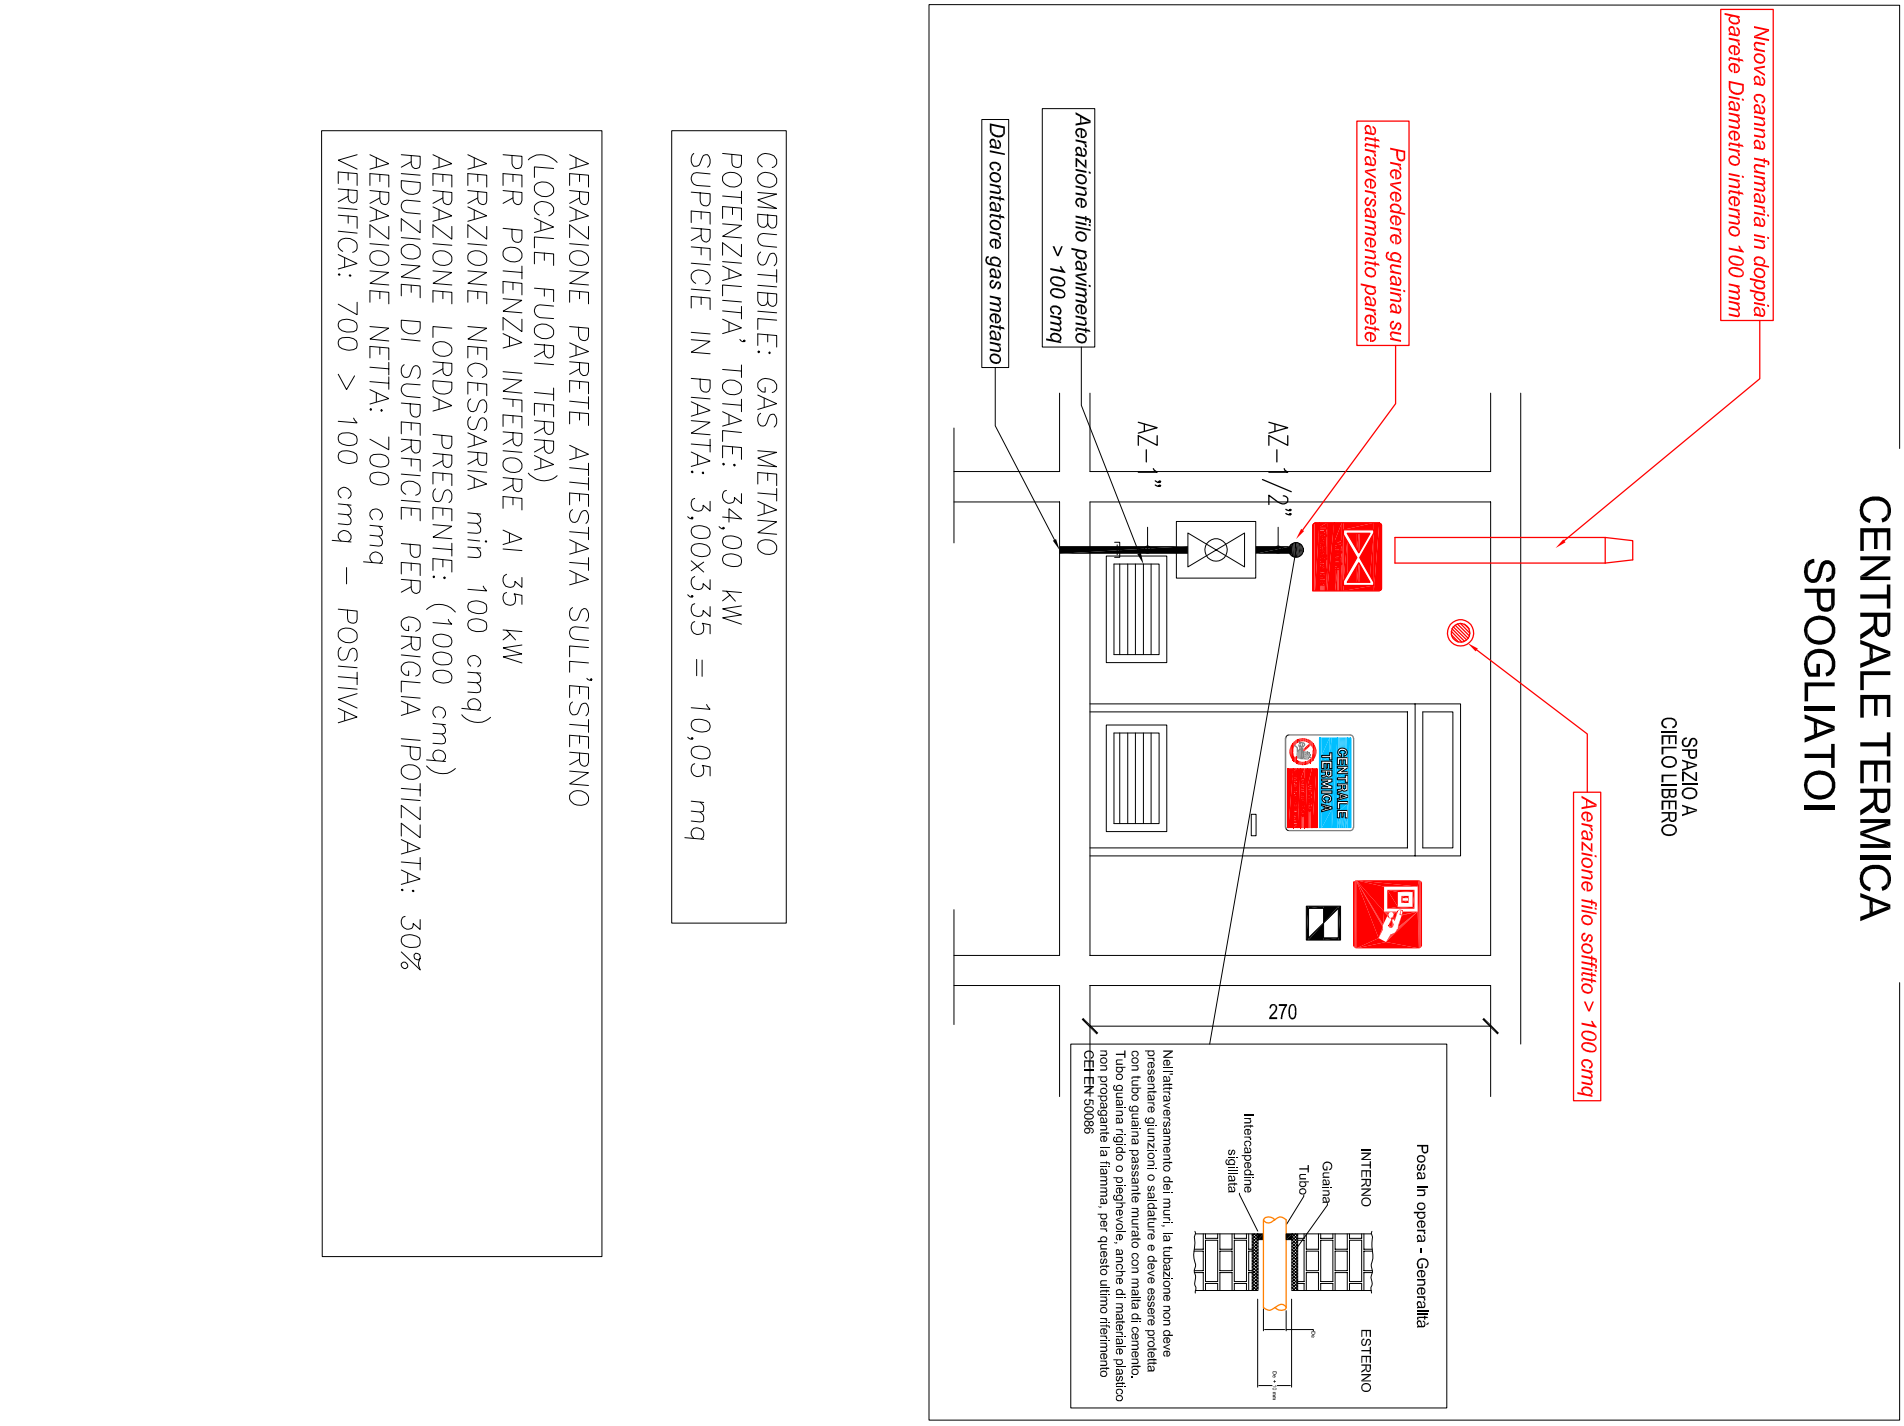 CENTRALE TERMICA
SPOGLIATOI
Nuova canna fumaria in doppia
parete Diametro interno 100 mm
SPAZIO A
CIELO LIBERO
Aerazione filo soffitto > 100 cmq
Prevedere guaina su
attraversamento parete
AZ-1/2"
AZ-1"
CENTRALE
TERMICA
270
Aerazione filo pavimento
> 100 cmq
Dal contatore gas metano
Posa in opera - Generalità
INTERNO
ESTERNO
Guaina
Tubo
Intercapedine
sigillata
De
De + 10 mm
Nell'attraversamento dei muri, la tubazione non deve
presentare giunzioni o saldature e deve essere protetta
con tubo guaina passante murato con malta di cemento.
Tubo guaina rigido o pieghevole, anche di materiale plastico
non propagante la fiamma, per questo ultimo riferimento
CEI EN 50086
COMBUSTIBILE: GAS METANO
POTENZIALITA' TOTALE: 34,00 kW
SUPERFICIE IN PIANTA: 3,00x3,35 = 10,05 mq
AERAZIONE PARETE ATTESTATA SULL'ESTERNO
(LOCALE FUORI TERRA)
PER POTENZA INFERIORE AI 35 kW
AERAZIONE NECESSARIA min 100 cmq)
AERAZIONE LORDA PRESENTE: (1000 cmq)
RIDUZIONE DI SUPERFICIE PER GRIGLIA IPOTIZZATA: 30%
AERAZIONE NETTA: 700 cmq
VERIFICA: 700 > 100 cmq - POSITIVA